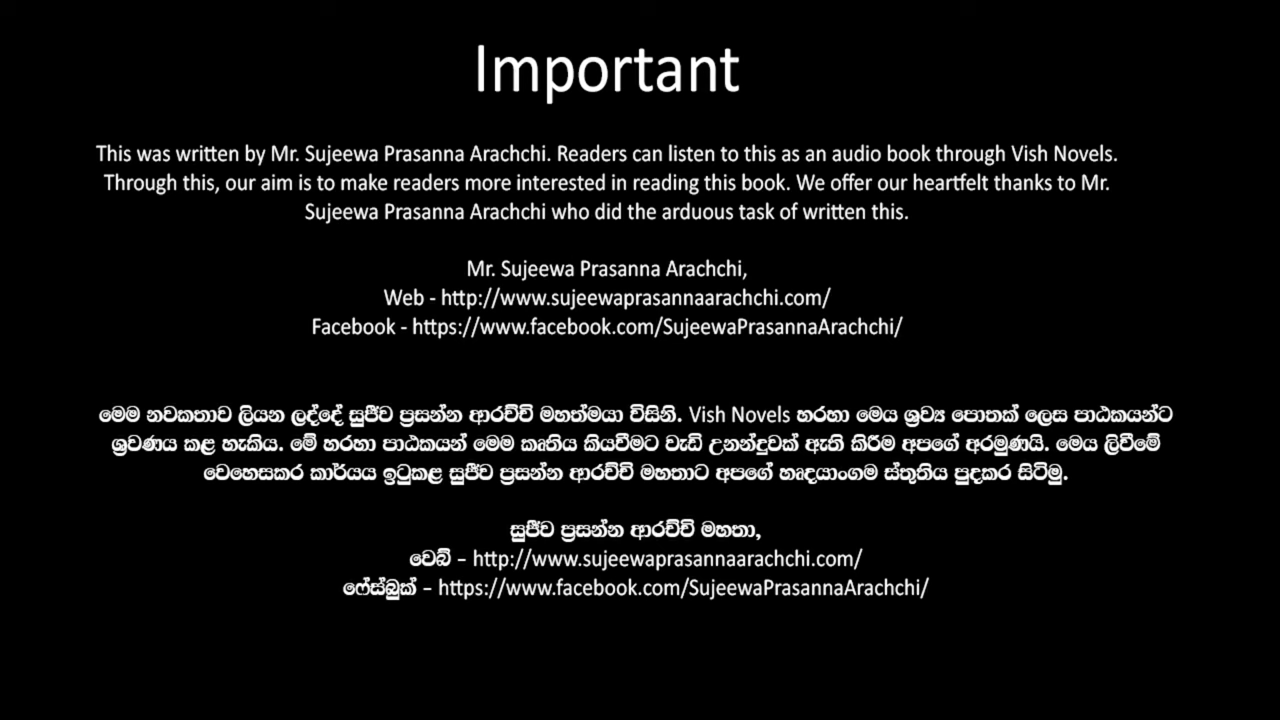 Important
This was written by Mr. Sujeewa Prasanna Arachchi. Readers can listen to this as an audio book through Vish Novels.
Through this, our aim is to make readers more interested in reading this book. We offer our heartfelt thanks to Mr.
Sujeewa Prasanna Arachchi who did the arduous task of written this.
Mr. Sujeewa Prasanna Arachchi,
Web - http://www.sujeewaprasannaarachchi.com/
Facebook - https://www.facebook.com/SujeewaPrasannaArachchi/
මෙම නවකතාව ලියන ලද්දේ සුජීව ප්‍රසන්න ආරච්චි මහත්මයා විසිනි. Vish Novels හරහා මෙය ශ්‍රව්‍ය පොතක් ලෙස පාඨකයන්ට
ශ්‍රවණය කළ හැකිය. මේ හරහා පාඨකයන් මෙම කෘතිය කියවීමට වැඩි උනන්දුවක් ඇති කිරීම අපගේ අරමුණයි. මෙය ලිවීමේ
වෙහෙසකර කාර්යය ඉටුකළ සුජීව ප්‍රසන්න ආරච්චි මහතාට අපගේ හෘදයාංගම ස්තුතිය පුදකර සිටිමු.
සුජීව ප්‍රසන්න ආරච්චි මහතා,
වෙබ් – http://www.sujeewaprasannaarachchi.com/
ෆේස්බුක් – https://www.facebook.com/SujeewaPrasannaArachchi/